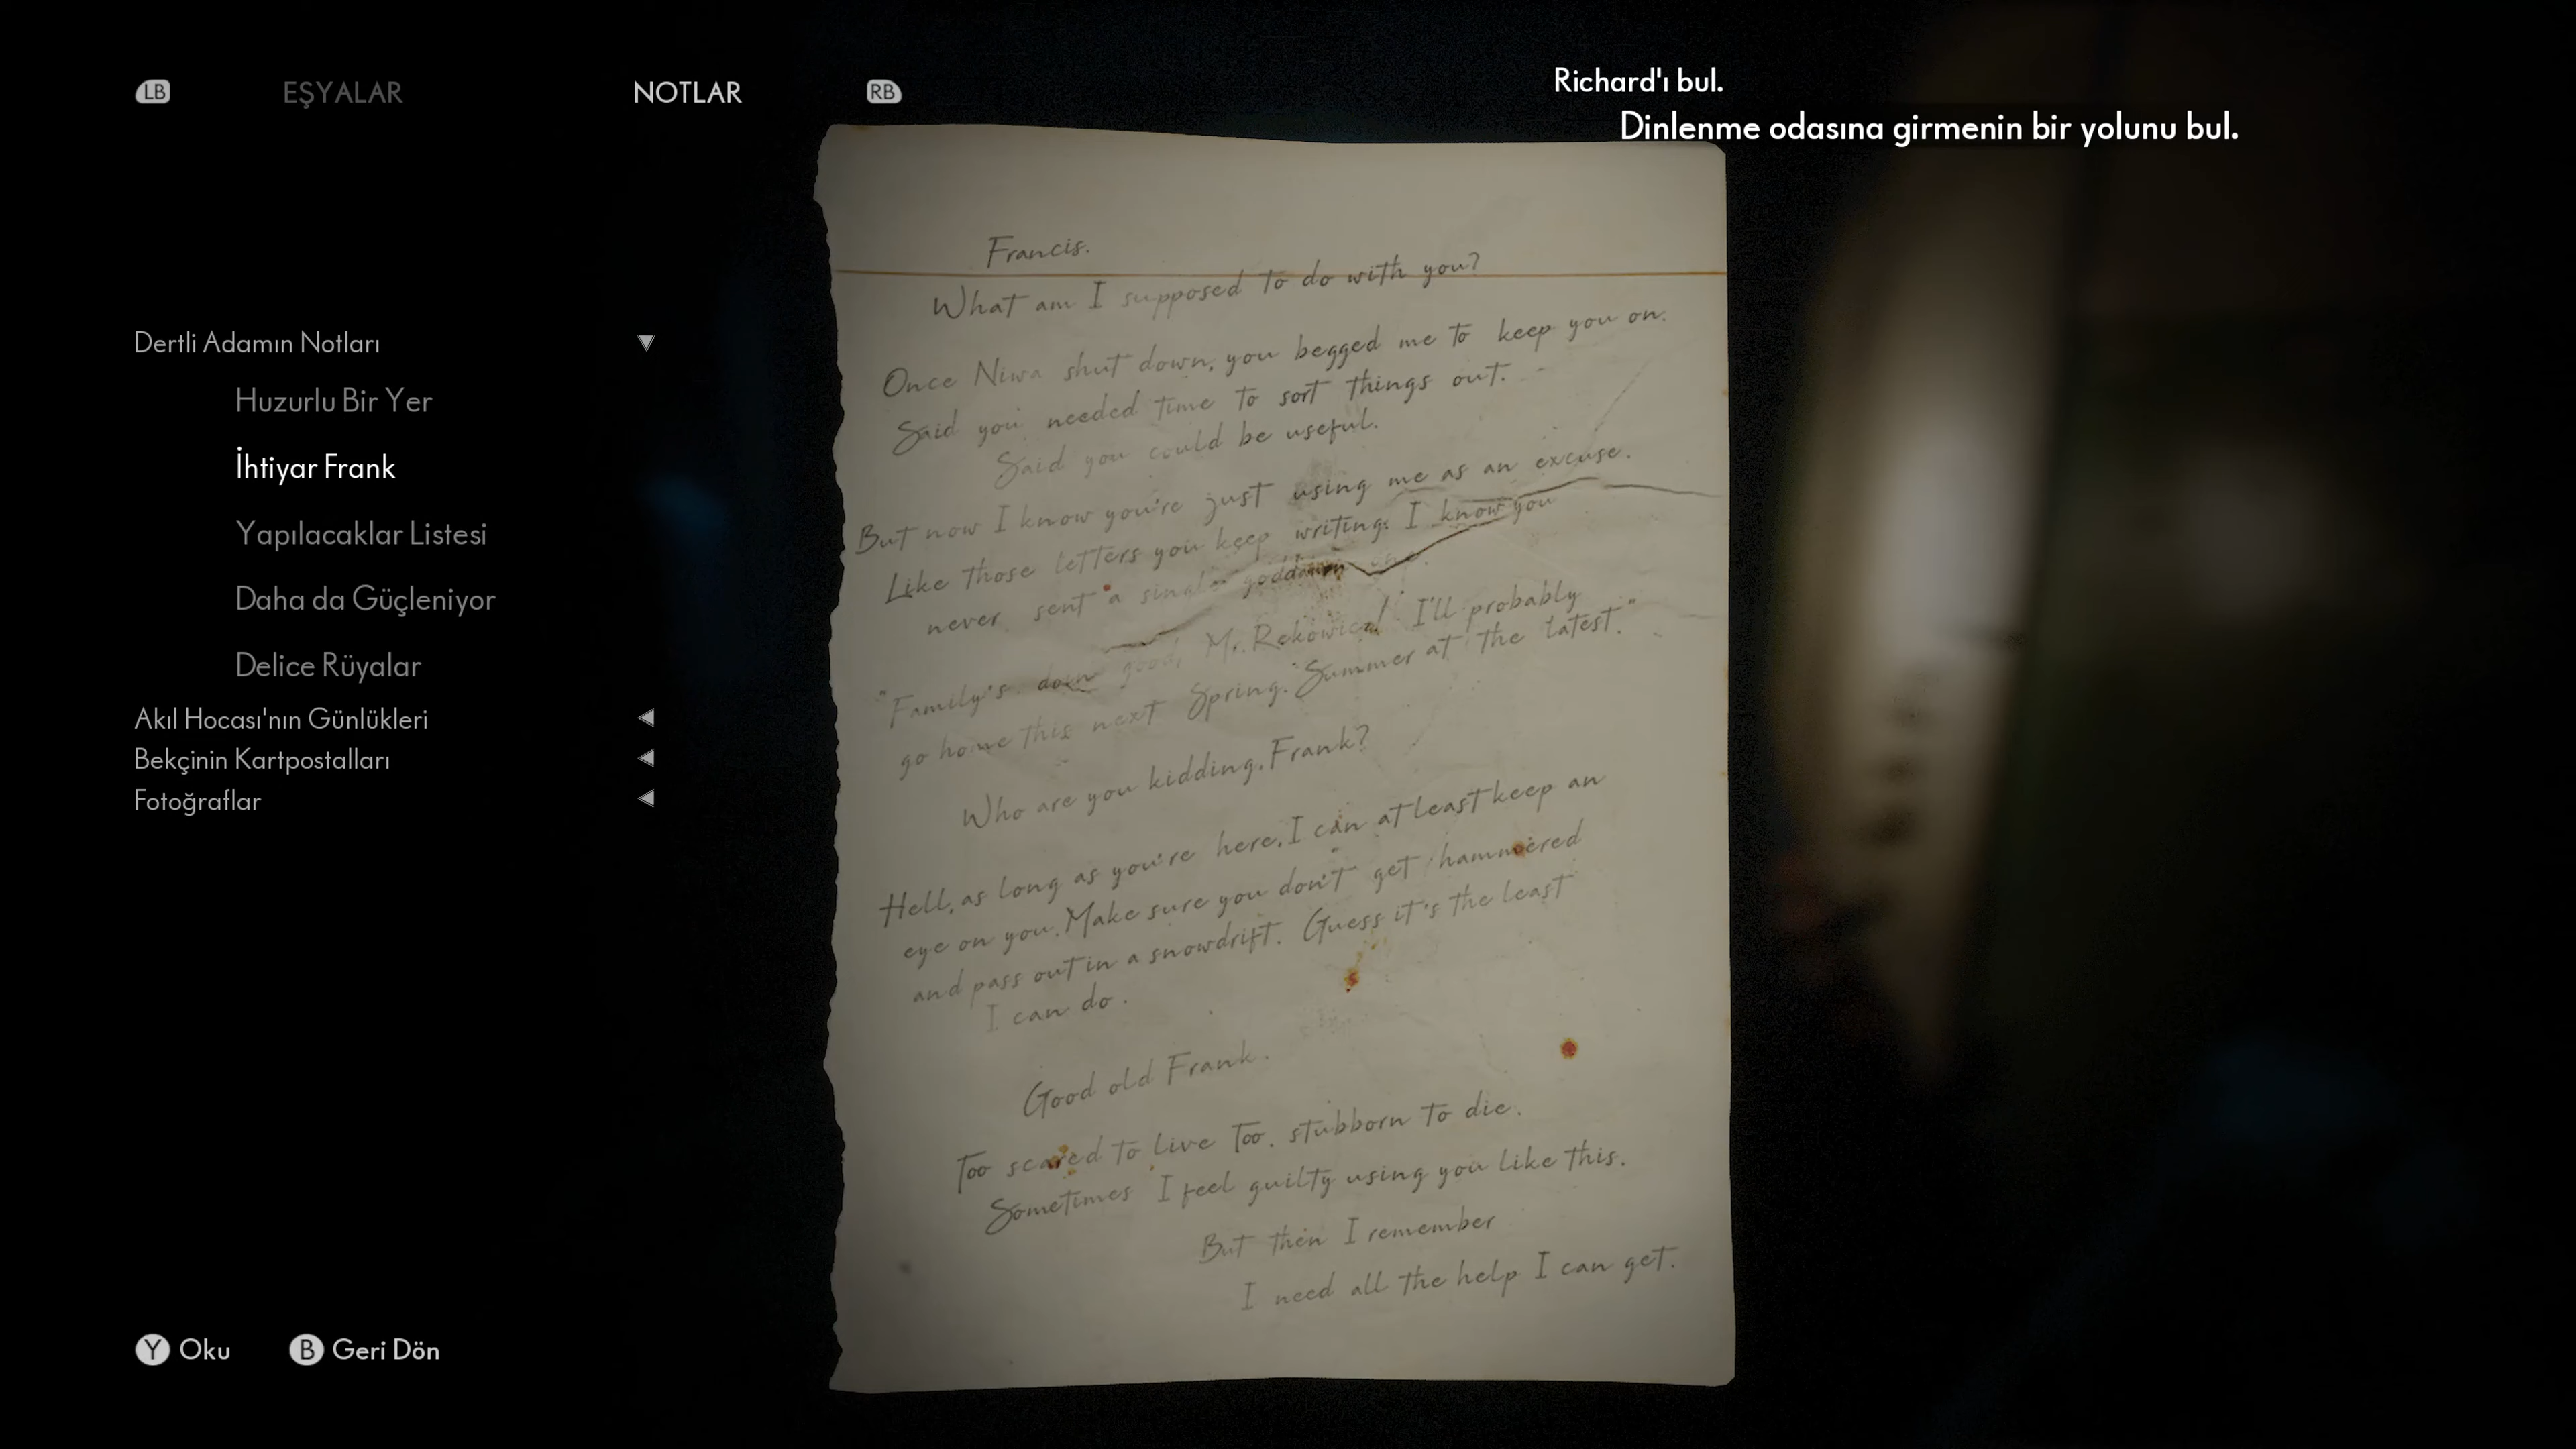 LB EŞYALAR NOTLAR RB
Richard'ı bul.
Dinlenme odasına girmenin bir yolunu bul.
Dertli Adamın Notları
Huzurlu Bir Yer
İhtiyar Frank
Yapılacaklar Listesi
Daha da Güçleniyor
Delice Rüyalar
Akıl Hocası'nın Günlükleri
Bekçinin Kartpostalları
Fotoğraflar
Francis.
What am I supposed to do with you?
Once Niwa shut down, you begged me to keep you on.
Said you needed time to sort things out.
Said you could be useful.
But now I know you're just using me as an excuse.
Like those letters you keep writing. I know you
never sent a single goddamn
"Family's doin' good, Mr. I'll probably
go home this next Spring. Summer at the latest."
Who are you kidding, Frank?
Hell, as long as you're here, I can at least keep an
eye on you. Make sure you don't get hammered
and pass out in a snowdrift. Guess it's the least
I can do.
Good old Frank.
Too scared to live Too. stubborn to die.
Sometimes I feel guilty using you like this.
But then I remember
I need all the help I can get.
Y Oku B Geri Dön